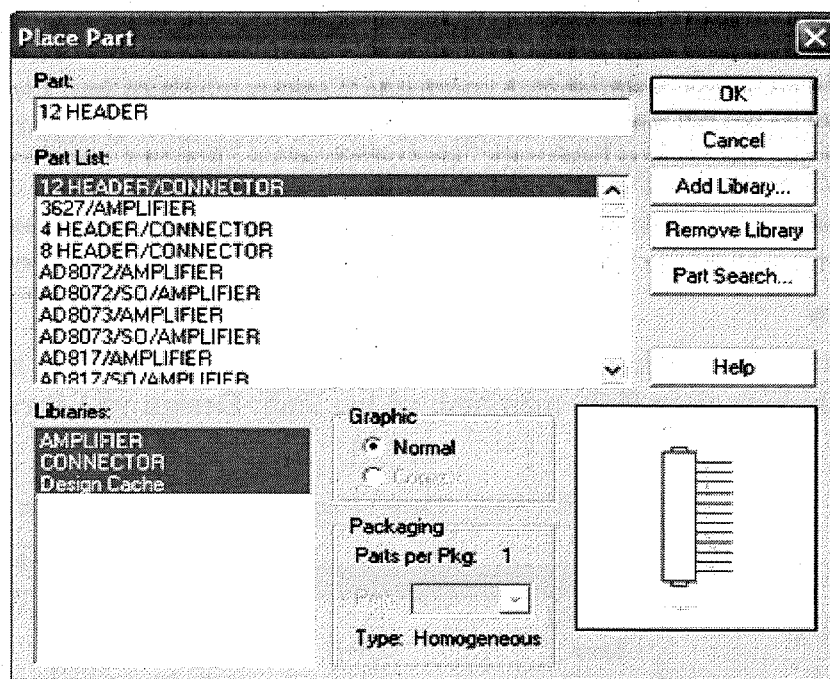 Place Part
Part:
12 HEADER
Part List:
12 HEADER/CONNECTOR
3627/AMPLIFIER
4 HEADER/CONNECTOR
8 HEADER/CONNECTOR
AD8072/AMPLIFIER
AD8072/SO/AMPLIFIER
AD8073/AMPLIFIER
AD8073/SO/AMPLIFIER
AD817/AMPLIFIER
AD817/SO/AMPLIFIER
OK
Cancel
Add Library...
Remove Library
Part Search...
Help
Libraries:
AMPLIFIER
CONNECTOR
Design Cache
Graphic
Normal
Packaging
Parts per Pkg: 1
Type: Homogeneous